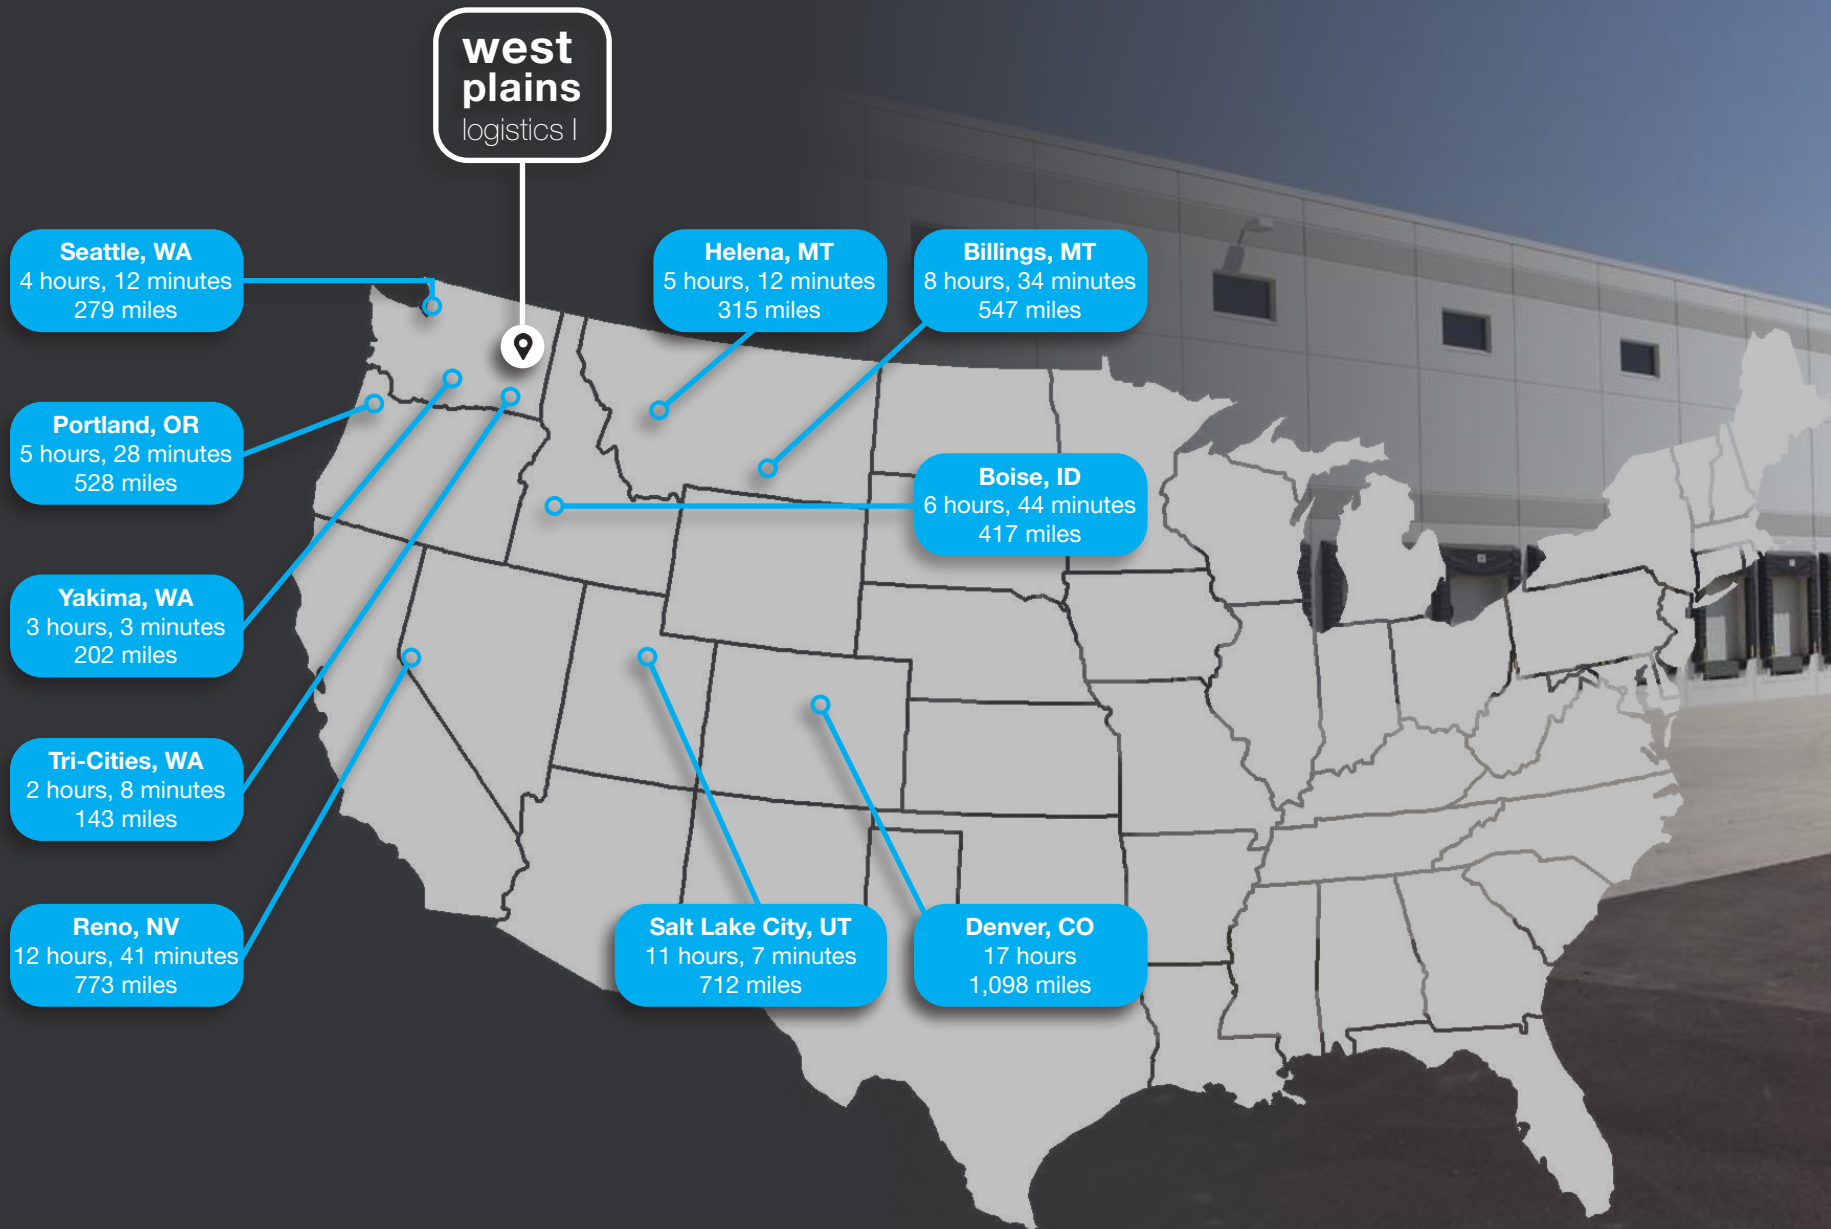 west
plains
logistics I
Seattle, WA
4 hours, 12 minutes
279 miles
Helena, MT
5 hours, 12 minutes
315 miles
Billings, MT
8 hours, 34 minutes
547 miles
Portland, OR
5 hours, 28 minutes
528 miles
Boise, ID
6 hours, 44 minutes
417 miles
Yakima, WA
3 hours, 3 minutes
202 miles
Tri-Cities, WA
2 hours, 8 minutes
143 miles
Reno, NV
12 hours, 41 minutes
773 miles
Salt Lake City, UT
11 hours, 7 minutes
712 miles
Denver, CO
17 hours
1,098 miles